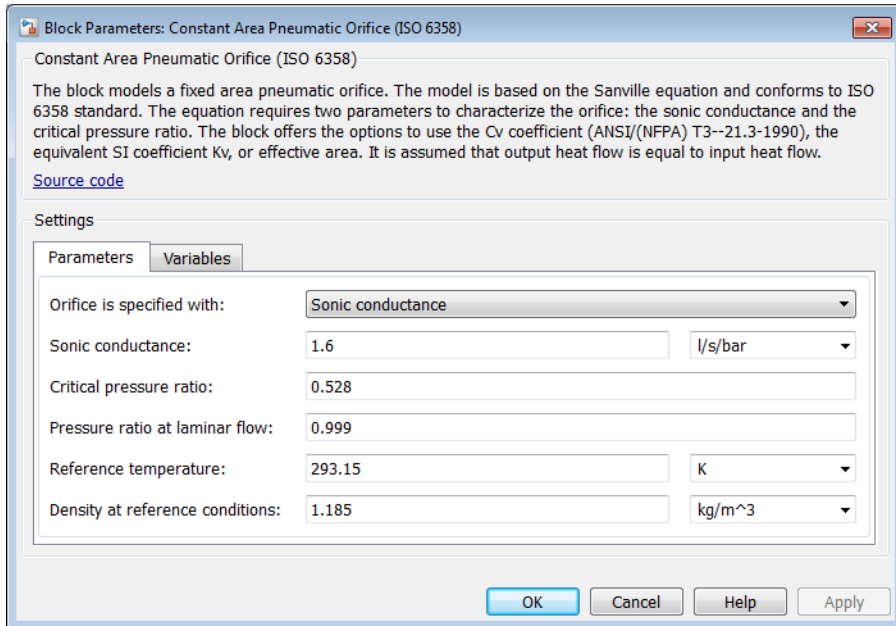 Block Parameters: Constant Area Pneumatic Orifice (ISO 6358)
Constant Area Pneumatic Orifice (ISO 6358)
The block models a fixed area pneumatic orifice. The model is based on the Sanville equation and conforms to ISO
6358 standard. The equation requires two parameters to characterize the orifice: the sonic conductance and the
critical pressure ratio. The block offers the options to use the Cv coefficient (ANSI/(NFPA) T3--21.3-1990), the
equivalent SI coefficient Kv, or effective area. It is assumed that output heat flow is equal to input heat flow.
Source code
Settings
Parameters Variables
Orifice is specified with: Sonic conductance
Sonic conductance: 1.6 l/s/bar
Critical pressure ratio: 0.528
Pressure ratio at laminar flow: 0.999
Reference temperature: 293.15 K
Density at reference conditions: 1.185 kg/m^3
OK Cancel Help Apply